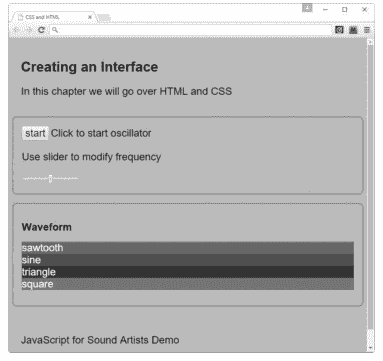 CSS and HTML
Creating an Interface
In this chapter we will go over HTML and CSS
start Click to start oscillator
Use slider to modify frequency
Waveform
sawtooth
sine
triangle
square
JavaScript for Sound Artists Demo